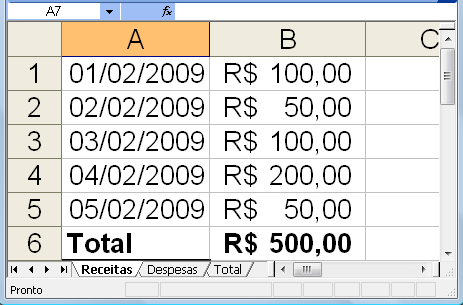 A7 fx
A B C
1 01/02/2009 R$ 100,00
2 02/02/2009 R$ 50,00
3 03/02/2009 R$ 100,00
4 04/02/2009 R$ 200,00
5 05/02/2009 R$ 50,00
6 Total R$ 500,00
Receitas Despesas Total
Pronto